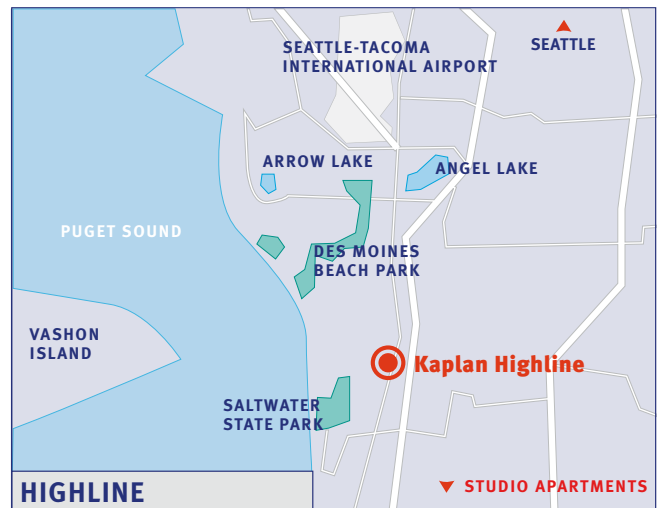 SEATTLE-TACOMA
INTERNATIONAL AIRPORT
SEATTLE
ARROW LAKE
ANGEL LAKE
PUGET SOUND
DES MOINES
BEACH PARK
VASHON
ISLAND
Kaplan Highline
SALTWATER
STATE PARK
HIGHLINE
STUDIO APARTMENTS